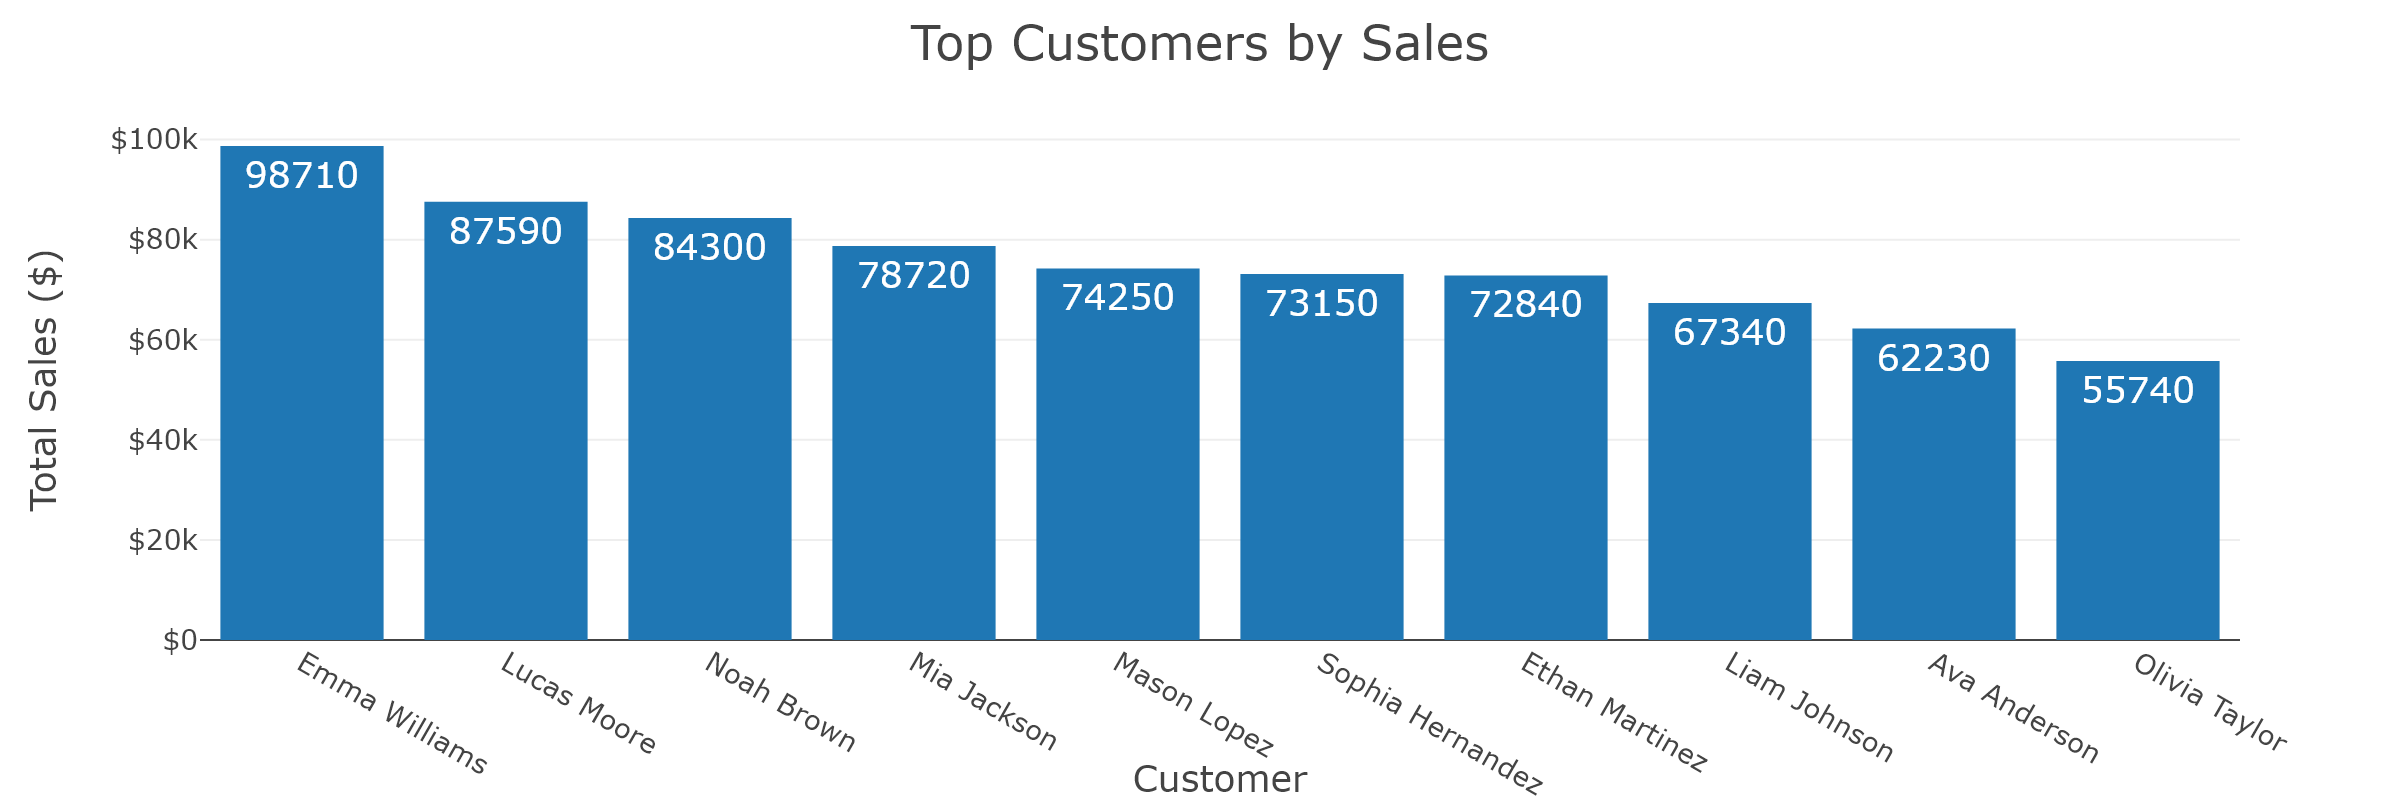 Top Customers by Sales
Total Sales ($)
$100k
$80k
$60k
$40k
$20k
$0
98710
87590
84300
78720
74250
73150
72840
67340
62230
55740
Emma Williams
Lucas Moore
Noah Brown
Mia Jackson
Mason Lopez
Sophia Hernandez
Ethan Martinez
Liam Johnson
Ava Anderson
Olivia Taylor
Customer